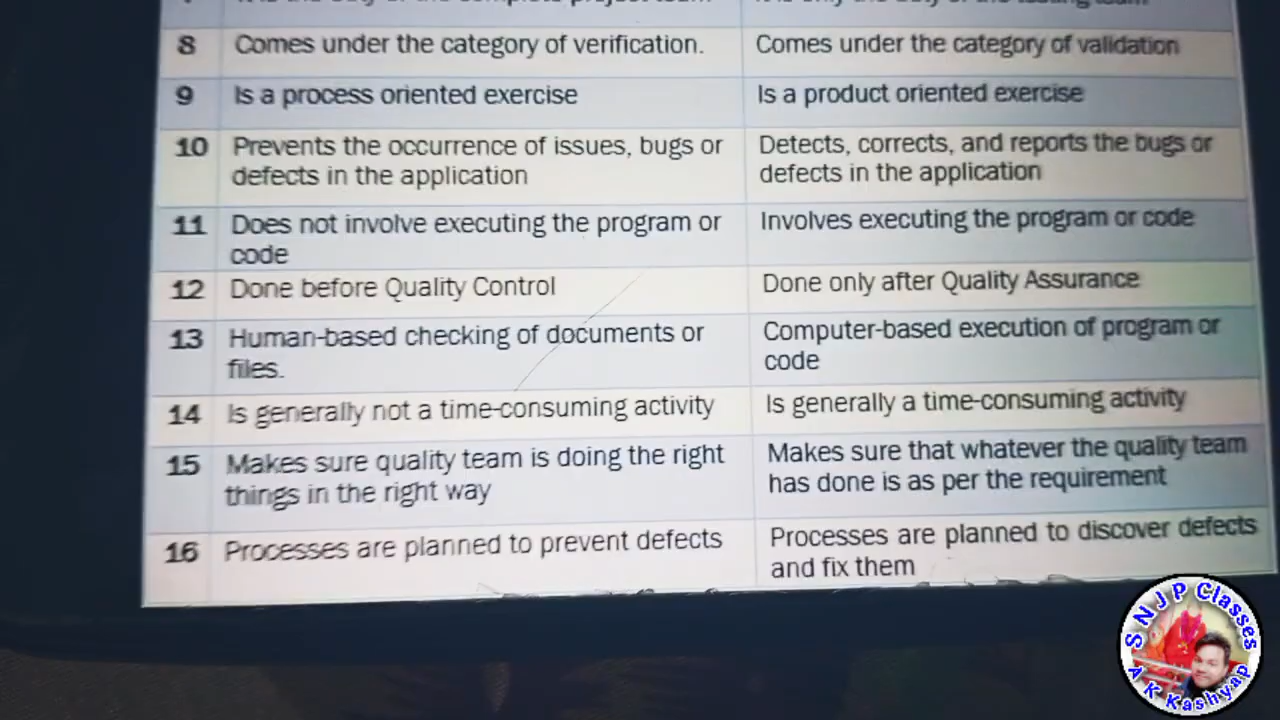 8 Comes under the category of verification. Comes under the category of validation
9 Is a process oriented exercise Is a product oriented exercise
10 Prevents the occurrence of issues, bugs or Detects, corrects, and reports the bugs or
defects in the application defects in the application
11 Does not involve executing the program or Involves executing the program or code
code
12 Done before Quality Control Done only after Quality Assurance
13 Human-based checking of documents or Computer-based execution of program or
files. code
14 Is generally not a time-consuming activity Is generally a time-consuming activity
15 Makes sure quality team is doing the right Makes sure that whatever the quality team
things in the right way has done is as per the requirement
16 Processes are planned to prevent defects Processes are planned to discover defects
and fix them
S N J P Classes
A K Kashyap